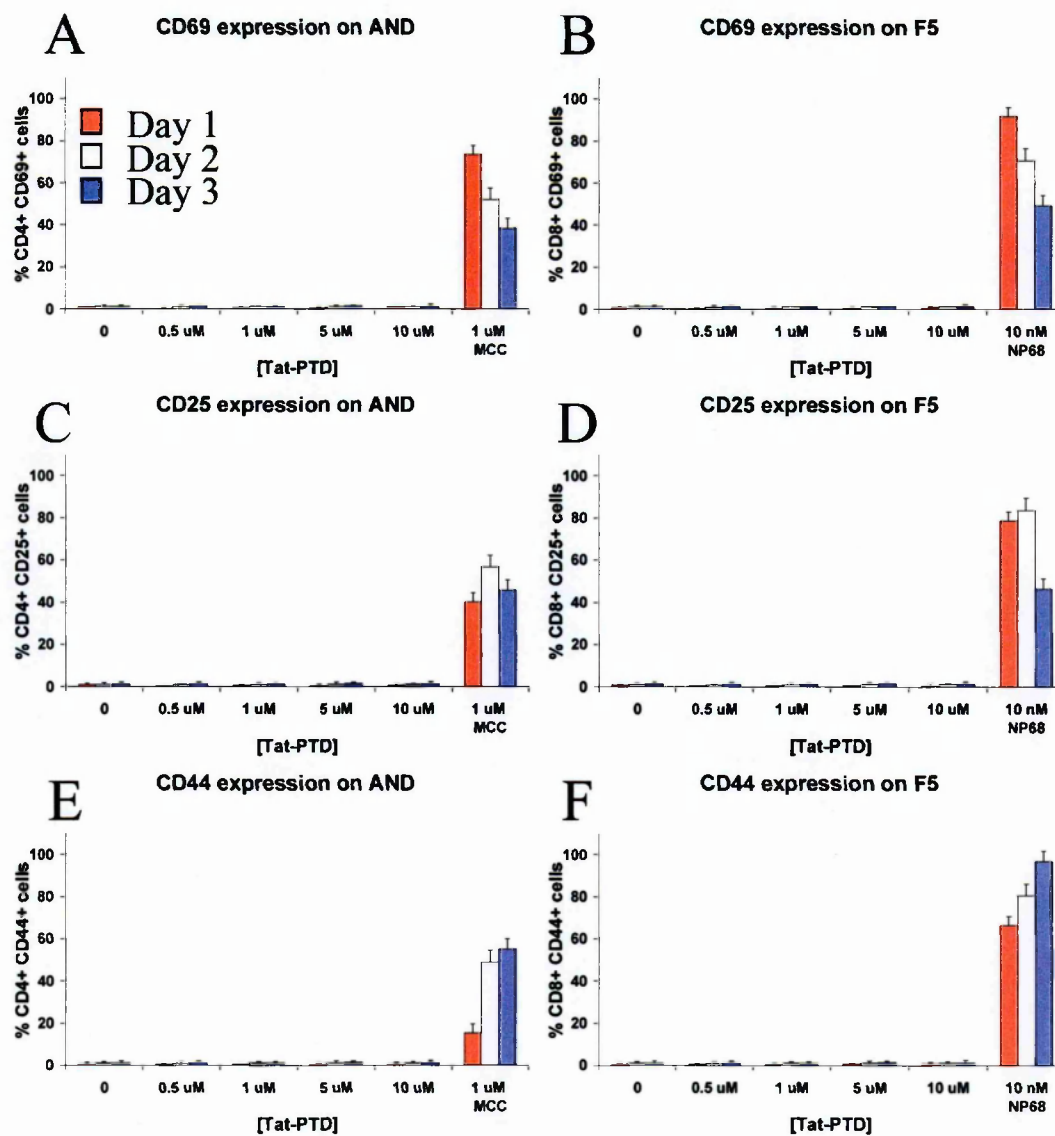 A
CD69 expression on AND
% CD4+ CD69+ cells
100
80
60
40
20
0
Day 1
Day 2
Day 3
0 0.5 uM 1 uM 5 uM 10 uM 1 uM
MCC
[Tat-PTD]
B
CD69 expression on F5
% CD8+ CD69+ cells
100
80
60
40
20
0
0 0.5 uM 1 uM 5 uM 10 uM 10 nM
NP68
[Tat-PTD]
C
CD25 expression on AND
% CD4+ CD25+ cells
100
80
60
40
20
0
0 0.5 uM 1 uM 5 uM 10 uM 1 uM
MCC
[Tat-PTD]
D
CD25 expression on F5
% CD8+ CD25+ cells
100
80
60
40
20
0
0 0.5 uM 1 uM 5 uM 10 uM 10 nM
NP68
[Tat-PTD]
E
CD44 expression on AND
% CD4+ CD44+ cells
100
80
60
40
20
0
0 0.5 uM 1 uM 5 uM 10 uM 1 uM
MCC
[Tat-PTD]
F
CD44 expression on F5
% CD8+ CD44+ cells
100
80
60
40
20
0
0 0.5 uM 1 uM 5 uM 10 uM 10 nM
NP68
[Tat-PTD]